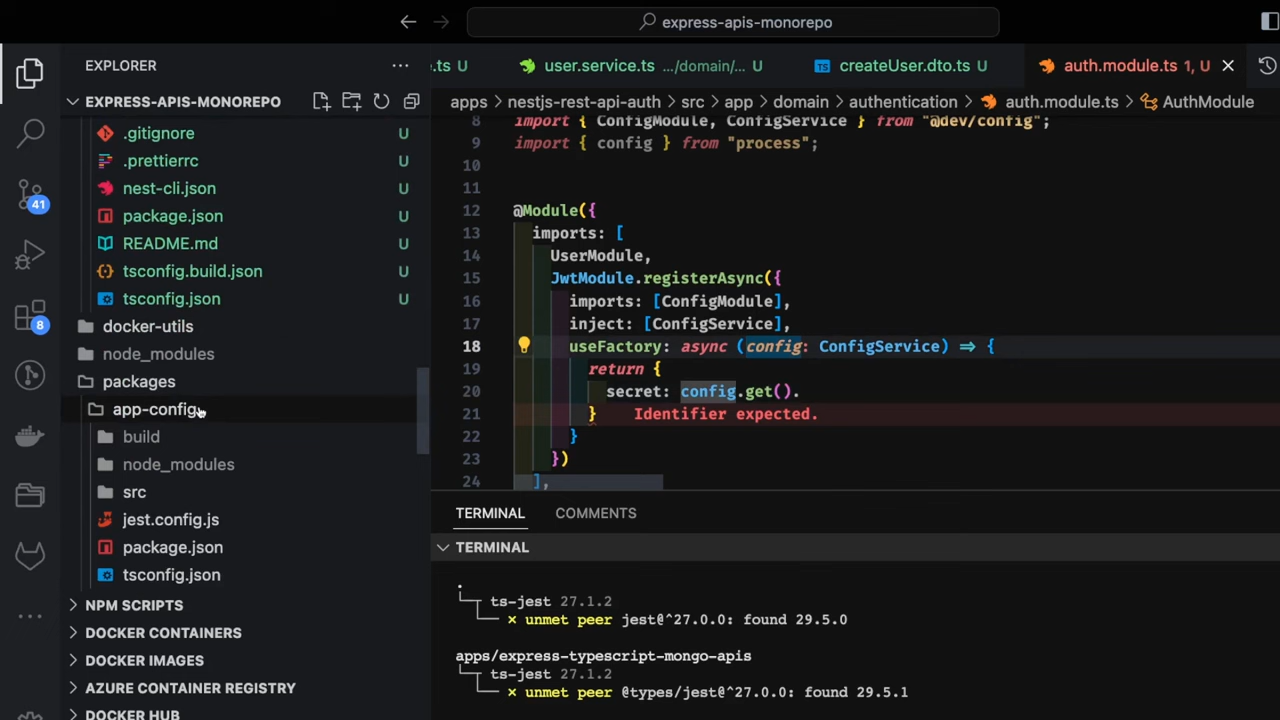 express-apis-monorepo
EXPLORER
.ts U
user.service.ts .../domain/... U
createUser.dto.ts U
auth.module.ts 1, U
EXPRESS-APIS-MONOREPO
apps > nestjs-rest-api-auth > src > app > domain > authentication > auth.module.ts > AuthModule
.gitignore U
.prettierrc U
nest-cli.json U
package.json U
README.md U
tsconfig.build.json U
tsconfig.json U
docker-utils
node_modules
packages
app-config
build
node_modules
src
jest.config.js
package.json
tsconfig.json
NPM SCRIPTS
DOCKER CONTAINERS
DOCKER IMAGES
AZURE CONTAINER REGISTRY
DOCKER HUB
41
8
8 import { ConfigModule, ConfigService } from "@dev/config";
9 import { config } from "process";
10
11
12 @Module({
13 imports: [
14 UserModule,
15 JwtModule.registerAsync({
16 imports: [ConfigModule],
17 inject: [ConfigService],
18 useFactory: async (config: ConfigService) => {
19 return {
20 secret: config.get().
21 } Identifier expected.
22 }
23 })
24 ],
TERMINAL COMMENTS
TERMINAL
.
└─┬ ts-jest 27.1.2
└── ✕ unmet peer jest@^27.0.0: found 29.5.0
apps/express-typescript-mongo-apis
└─┬ ts-jest 27.1.2
└── ✕ unmet peer @types/jest@^27.0.0: found 29.5.1